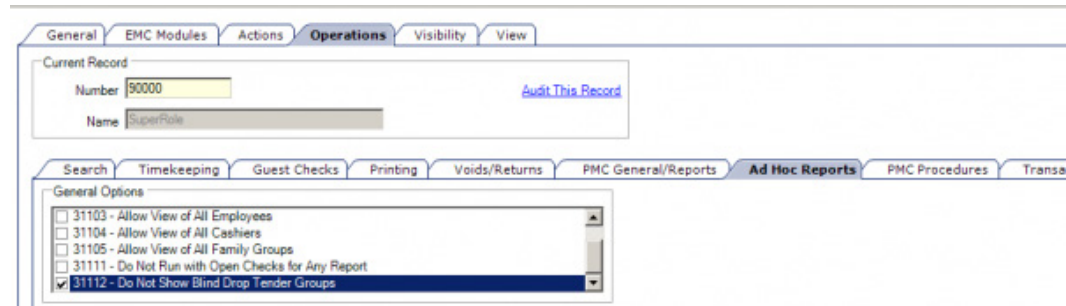 General EMC Modules Actions Operations Visibility View
Current Record
Number 90000 Audit This Record
Name SuperRole
Search Timekeeping Guest Checks Printing Voids/Returns PMC General/Reports Ad Hoc Reports PMC Procedures Transa
General Options
31103 - Allow View of All Employees
31104 - Allow View of All Cashiers
31105 - Allow View of All Family Groups
31111 - Do Not Run with Open Checks for Any Report
31112 - Do Not Show Blind Drop Tender Groups